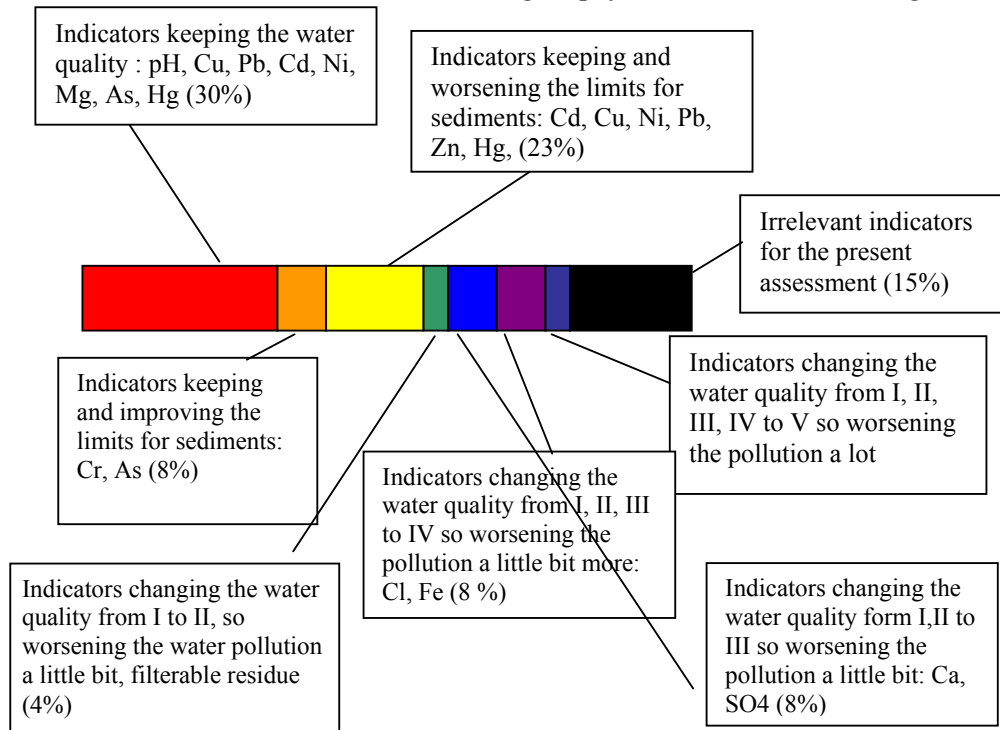 Indicators keeping the water
quality : pH, Cu, Pb, Cd, Ni,
Mg, As, Hg (30%)
Indicators keeping and
worsening the limits for
sediments: Cd, Cu, Ni, Pb,
Zn, Hg, (23%)
Irrelevant indicators
for the present
assessment (15%)
Indicators keeping
and improving the
limits for sediments:
Cr, As (8%)
Indicators changing the
water quality from I, II, III
to IV so worsening the
pollution a little bit more:
Cl, Fe (8 %)
Indicators changing the
water quality from I, II,
III, IV to V so worsening
the pollution a lot
Indicators changing the water
quality from I to II, so
worsening the water pollution
a little bit, filterable residue
(4%)
Indicators changing the
water quality form I,II to
III so worsening the
pollution a little bit: Ca,
SO4 (8%)